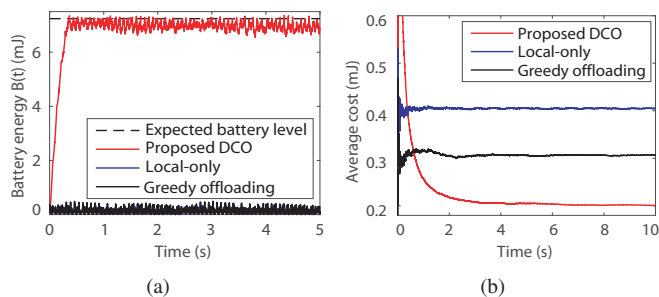 Battery energy B(t) (mJ)
6
4
2
0
Expected battery level
Proposed DCO
Local-only
Greedy offloading
0 1 2 3 4 5
Time (s)
(a)
Average cost (mJ)
0.6
0.5
0.4
0.3
0.2
Proposed DCO
Local-only
Greedy offloading
0 2 4 6 8 10
Time (s)
(b)